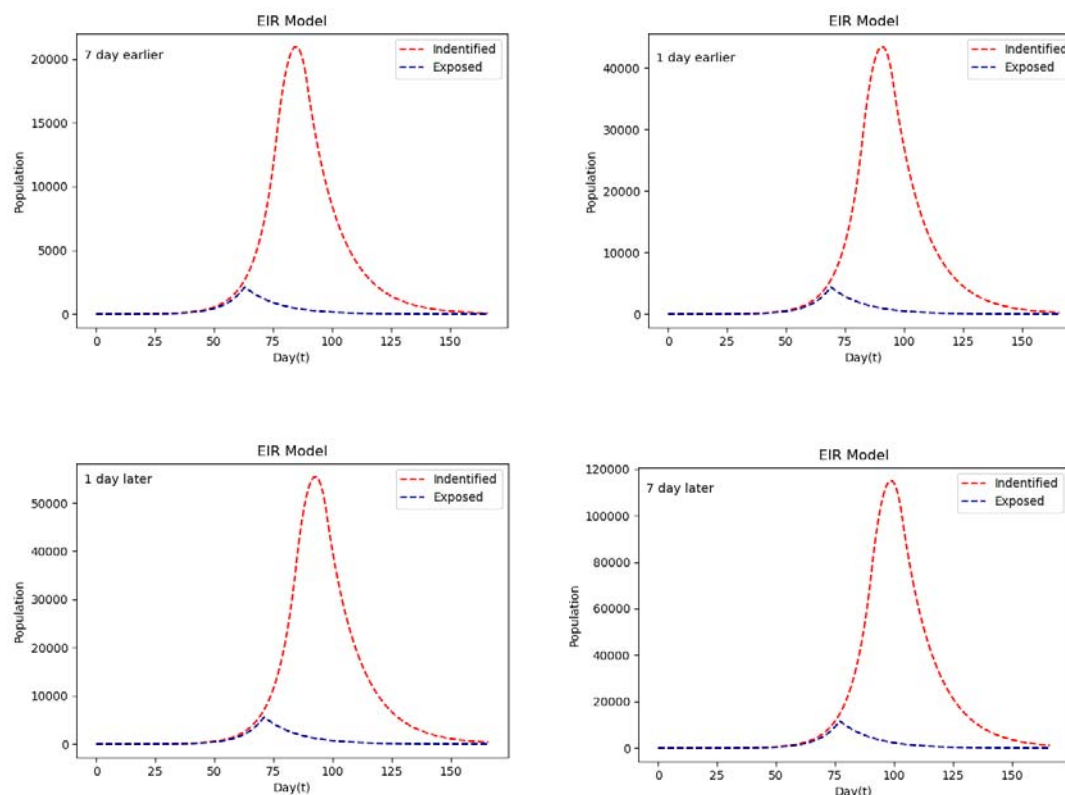 EIR Model
7 day earlier
Indentified
Exposed
20000
15000
10000
5000
0
Population
0 25 50 75 100 125 150
Day(t)
EIR Model
1 day earlier
Indentified
Exposed
40000
30000
20000
10000
0
Population
0 25 50 75 100 125 150
Day(t)
EIR Model
1 day later
Indentified
Exposed
50000
40000
30000
20000
10000
0
Population
0 25 50 75 100 125 150
Day(t)
EIR Model
7 day later
Indentified
Exposed
120000
100000
80000
60000
40000
20000
0
Population
0 25 50 75 100 125 150
Day(t)